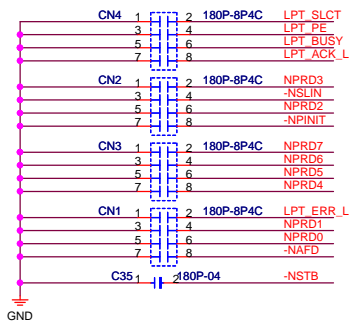 CN4 1 2 180P-8P4C LPT_SLCT
3 4 LPT_PE
5 6 LPT_BUSY
7 8 LPT_ACK_L
CN2 1 2 180P-8P4C NPRD3
3 4 -NSLIN
5 6 NPRD2
7 8 -NPINIT
CN3 1 2 180P-8P4C NPRD7
3 4 NPRD6
5 6 NPRD5
7 8 NPRD4
CN1 1 2 180P-8P4C LPT_ERR_L
3 4 NPRD1
5 6 NPRD0
7 8 -NAFD
C35 1 2 180P-04 -NSTB
GND